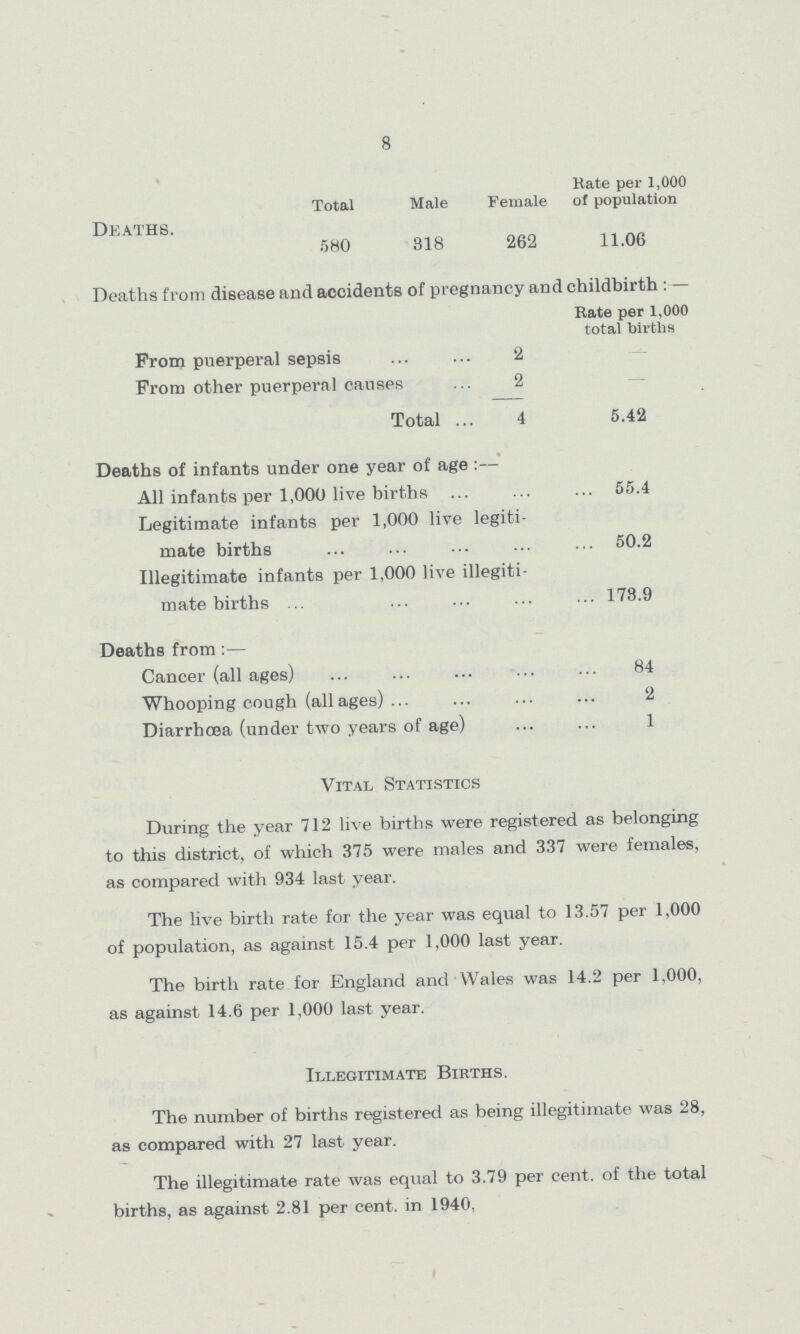 8
Total Male Female Rate per 1,000 of population
DEATHS.
580 318 262 11.06
Deaths from disease and accidents of pregnancy and childbirth :—
Rate per 1,000
total births
From puerperal sepsis ... ... 2 —
From other puerperal causes ... 2 —
Total ... 4 5.42
Deaths of infants under one year of age :—
All infants per 1,000 live births ... ... ... 55.4
Legitimate infants per 1,000 live legiti-
mate births ... ... ... ... ... 50.2
Illegitimate infants per 1,000 live illegiti-
mate births ... ... ... ... ... 173.9
Deaths from :—
Cancer (all ages) ... ... ... ... ... 84
Whooping cough (all ages) ... ... ... ... 2
Diarrhœa (under two years of age) ... ... 1
VITAL STATISTICS
During the year 712 live births were registered as belonging
to this district, of which 375 were males and 337 were females,
as compared with 934 last year.
The live birth rate for the year was equal to 13.57 per 1,000
of population, as against 15.4 per 1,000 last year.
The birth rate for England and Wales was 14.2 per 1,000,
as against 14.6 per 1,000 last year.
ILLEGITIMATE BIRTHS.
The number of births registered as being illegitimate was 28,
as compared with 27 last year.
The illegitimate rate was equal to 3.79 per cent. of the total
births, as against 2.81 per cent. in 1940,